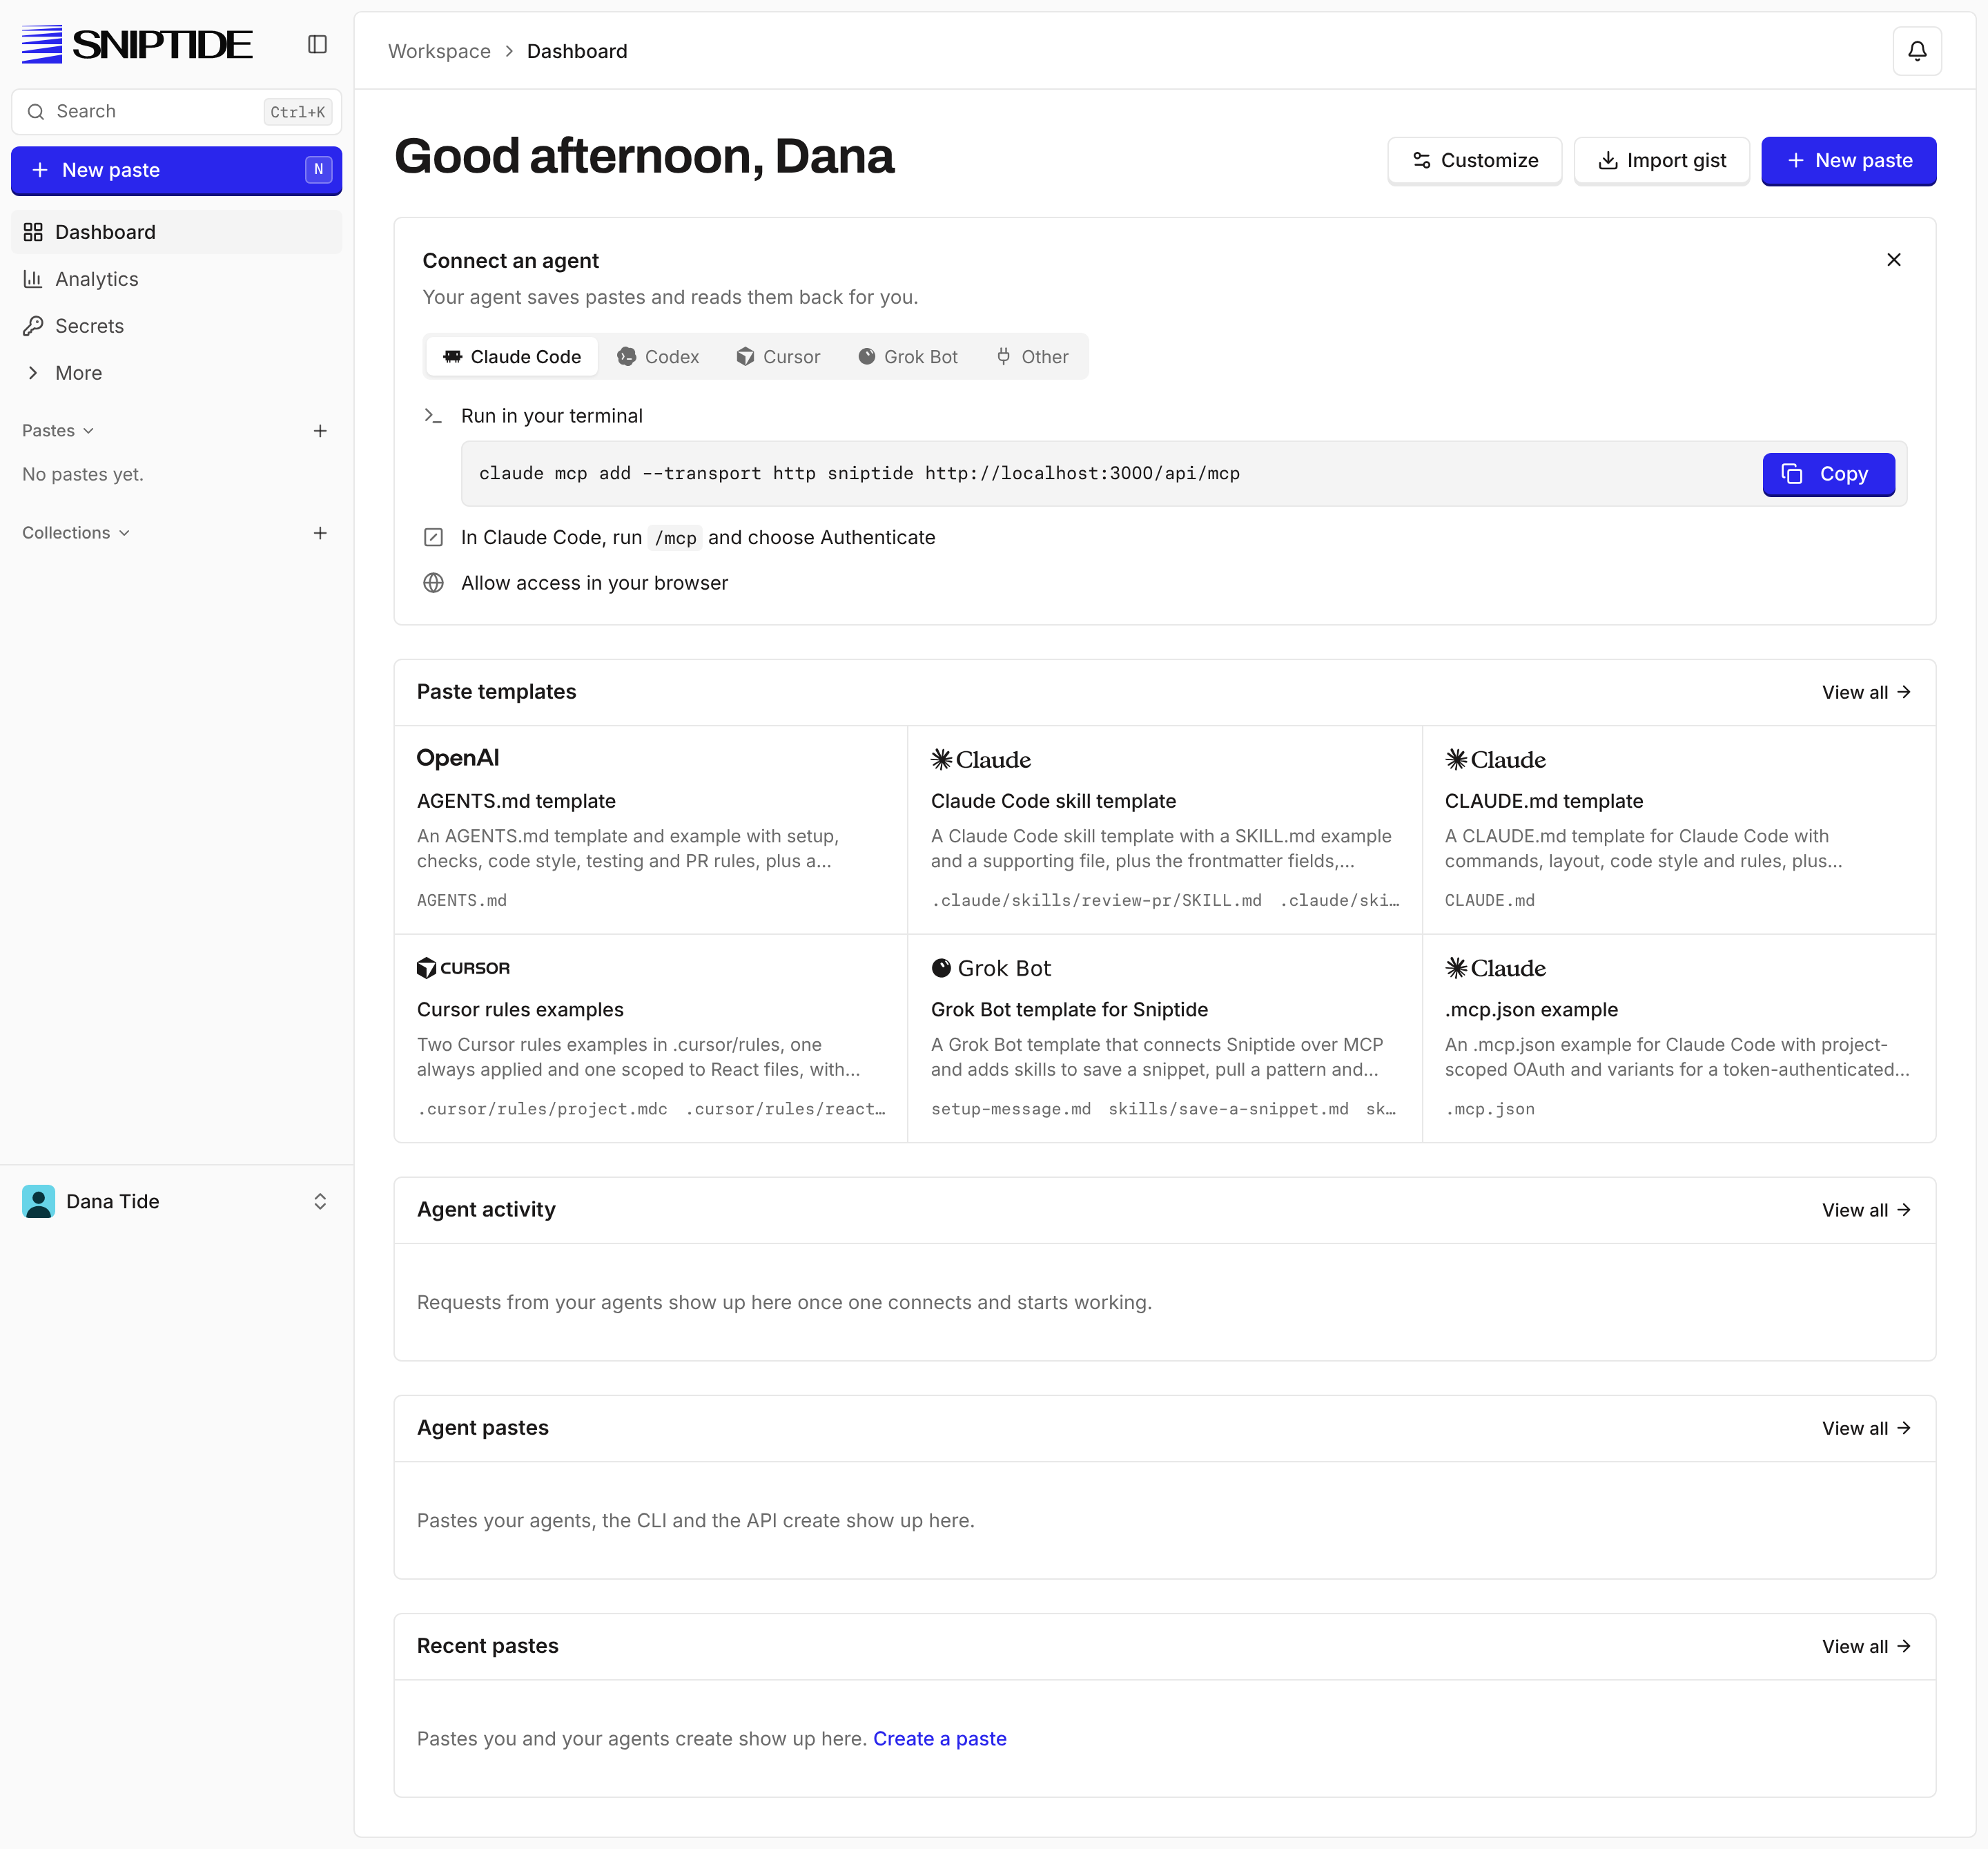 SNIPTIDE
Search
Ctrl+K
New paste
N
Dashboard
Analytics
Secrets
More
Pastes
No pastes yet.
Collections
Dana Tide
Workspace > Dashboard
Good afternoon, Dana
Customize
Import gist
New paste
Connect an agent
Your agent saves pastes and reads them back for you.
Claude Code
Codex
Cursor
Grok Bot
Other
Run in your terminal
claude mcp add --transport http sniptide http://localhost:3000/api/mcp
Copy
In Claude Code, run /mcp and choose Authenticate
Allow access in your browser
Paste templates
View all
OpenAI
AGENTS.md template
An AGENTS.md template and example with setup,
checks, code style, testing and PR rules, plus a...
AGENTS.md
Claude
Claude Code skill template
A Claude Code skill template with a SKILL.md example
and a supporting file, plus the frontmatter fields,...
.claude/skills/review-pr/SKILL.md .claude/ski...
Claude
CLAUDE.md template
A CLAUDE.md template for Claude Code with
commands, layout, code style and rules, plus...
CLAUDE.md
CURSOR
Cursor rules examples
Two Cursor rules examples in .cursor/rules, one
always applied and one scoped to React files, with...
.cursor/rules/project.mdc .cursor/rules/react...
Grok Bot
Grok Bot template for Sniptide
A Grok Bot template that connects Sniptide over MCP
and adds skills to save a snippet, pull a pattern and...
setup-message.md skills/save-a-snippet.md sk...
Claude
.mcp.json example
An .mcp.json example for Claude Code with project-
scoped OAuth and variants for a token-authenticated...
.mcp.json
Agent activity
View all
Requests from your agents show up here once one connects and starts working.
Agent pastes
View all
Pastes your agents, the CLI and the API create show up here.
Recent pastes
View all
Pastes you and your agents create show up here. Create a paste